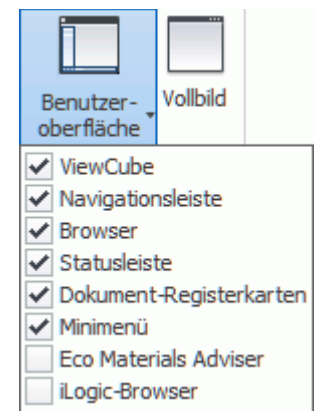 Benutzer-
oberfläche
Vollbild
ViewCube
Navigationsleiste
Browser
Statusleiste
Dokument-Registerkarten
Minimenü
Eco Materials Adviser
iLogic-Browser